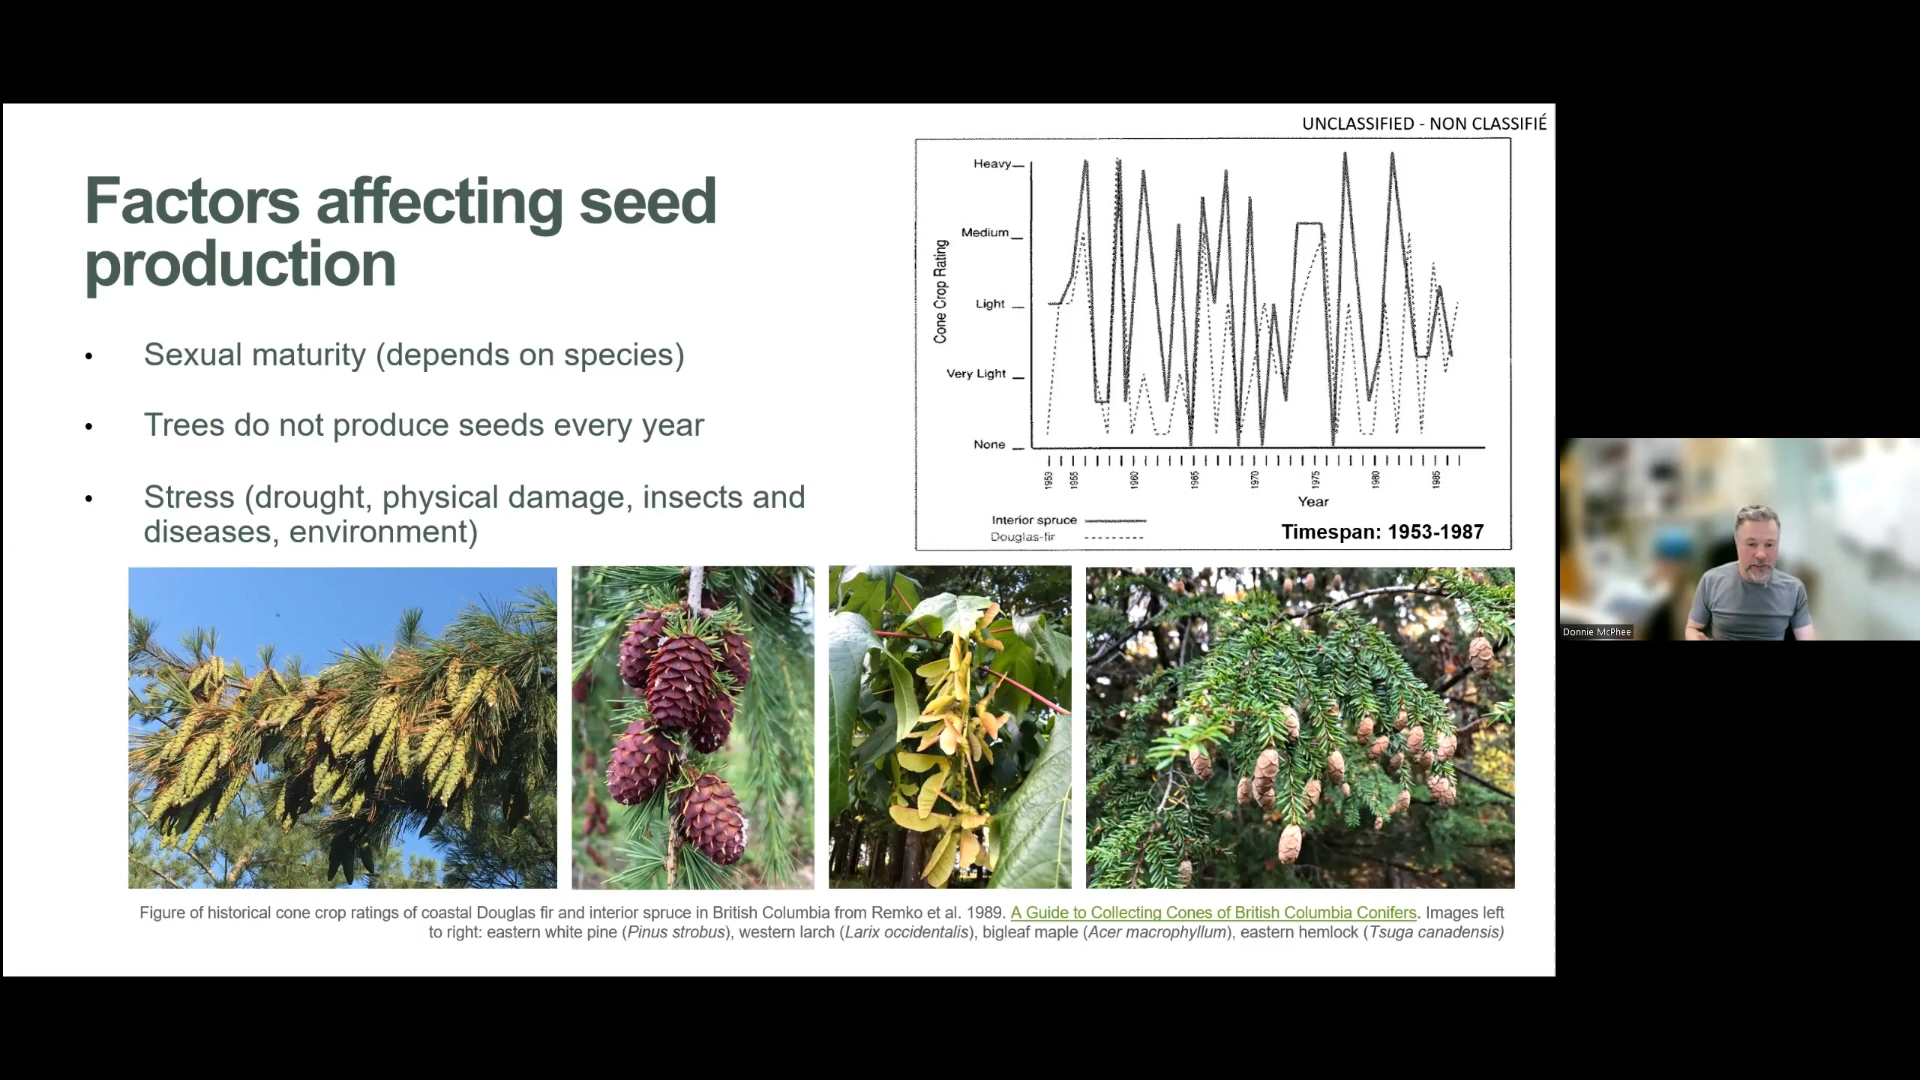 UNCLASSIFIED - NON CLASSIFIÉ
Factors affecting seed
production
• Sexual maturity (depends on species)
• Trees do not produce seeds every year
• Stress (drought, physical damage, insects and
diseases, environment)
Cone Crop Rating
Heavy
Medium
Light
Very Light
None
1953 1955 1960 1965 1970 1975 1980 1985
Year
Interior spruce
Douglas-fir
Timespan: 1953-1987
Donnie McPhee
Figure of historical cone crop ratings of coastal Douglas fir and interior spruce in British Columbia from Remko et al. 1989. A Guide to Collecting Cones of British Columbia Conifers. Images left
to right: eastern white pine (Pinus strobus), western larch (Larix occidentalis), bigleaf maple (Acer macrophyllum), eastern hemlock (Tsuga canadensis)